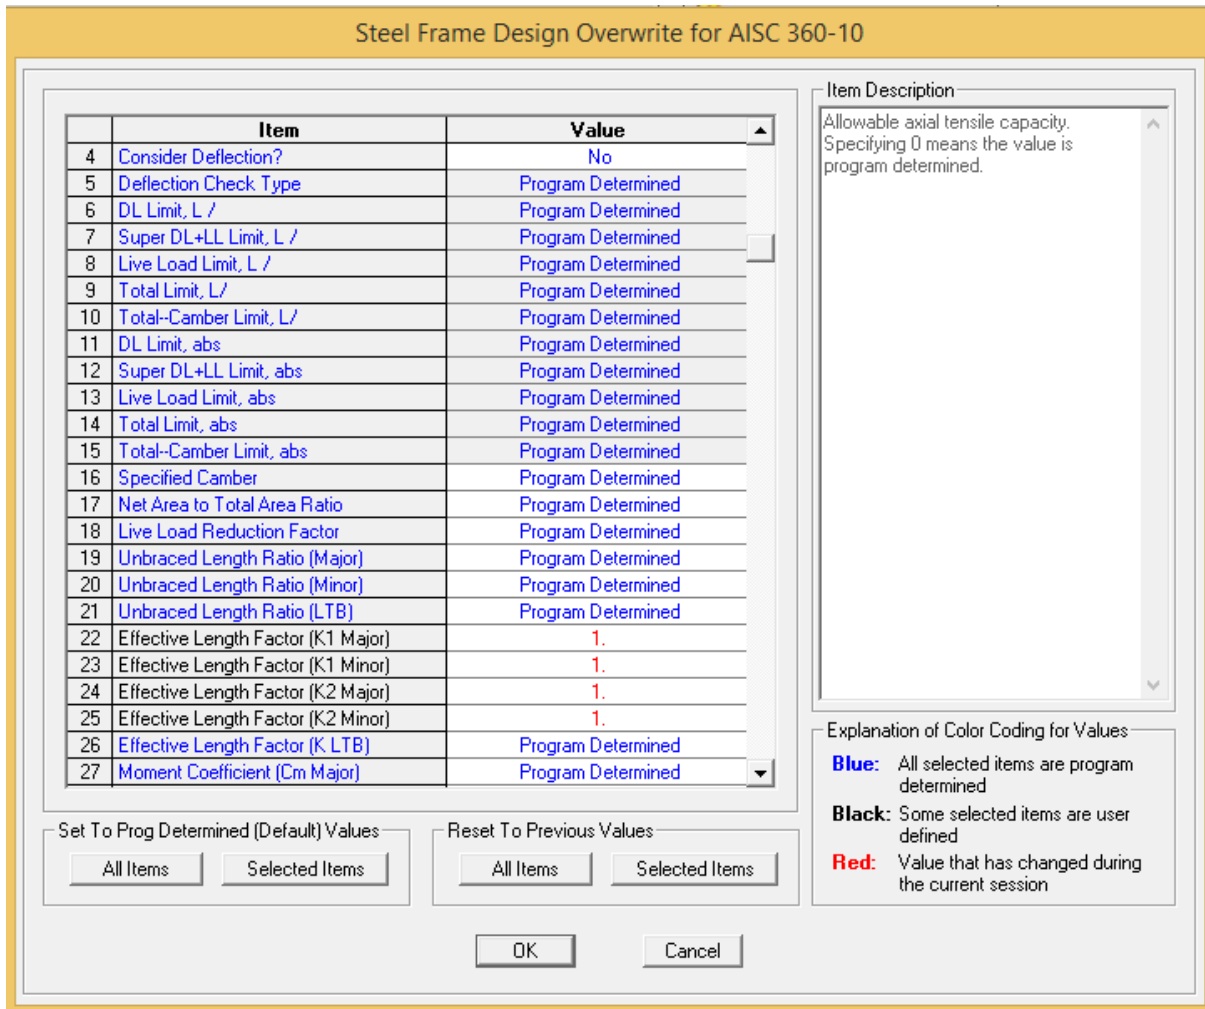 Steel Frame Design Overwrite for AISC 360-10
Item Value
4 Consider Deflection? No
5 Deflection Check Type Program Determined
6 DL Limit, L / Program Determined
7 Super DL+LL Limit, L / Program Determined
8 Live Load Limit, L / Program Determined
9 Total Limit, L/ Program Determined
10 Total--Camber Limit, L/ Program Determined
11 DL Limit, abs Program Determined
12 Super DL+LL Limit, abs Program Determined
13 Live Load Limit, abs Program Determined
14 Total Limit, abs Program Determined
15 Total--Camber Limit, abs Program Determined
16 Specified Camber Program Determined
17 Net Area to Total Area Ratio Program Determined
18 Live Load Reduction Factor Program Determined
19 Unbraced Length Ratio (Major) Program Determined
20 Unbraced Length Ratio (Minor) Program Determined
21 Unbraced Length Ratio (LTB) Program Determined
22 Effective Length Factor (K1 Major) 1.
23 Effective Length Factor (K1 Minor) 1.
24 Effective Length Factor (K2 Major) 1.
25 Effective Length Factor (K2 Minor) 1.
26 Effective Length Factor (K LTB) Program Determined
27 Moment Coefficient (Cm Major) Program Determined
Set To Prog Determined (Default) Values
All Items Selected Items
Reset To Previous Values
All Items Selected Items
Item Description
Allowable axial tensile capacity.
Specifying 0 means the value is
program determined.
Explanation of Color Coding for Values
Blue: All selected items are program
determined
Black: Some selected items are user
defined
Red: Value that has changed during
the current session
OK Cancel